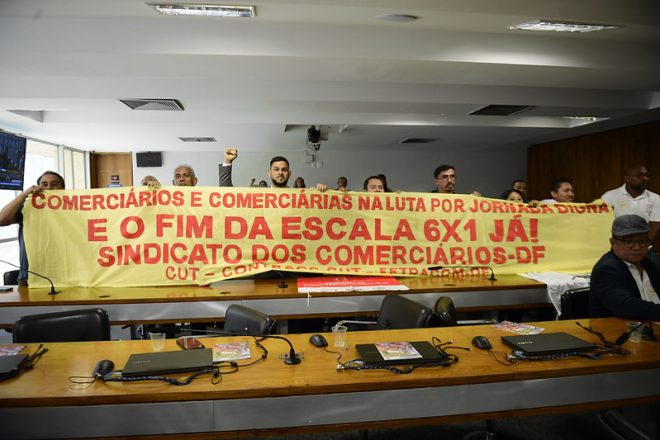 COMERCIÁRIOS E COMERCIÁRIAS NA LUTA POR JORNADA DIGNA
E O FIM DA ESCALA 6X1 JÁ!
SINDICATO DOS COMERCIÁRIOS-DF
CUT - CONTRACS CUT - FETRACOM-DF